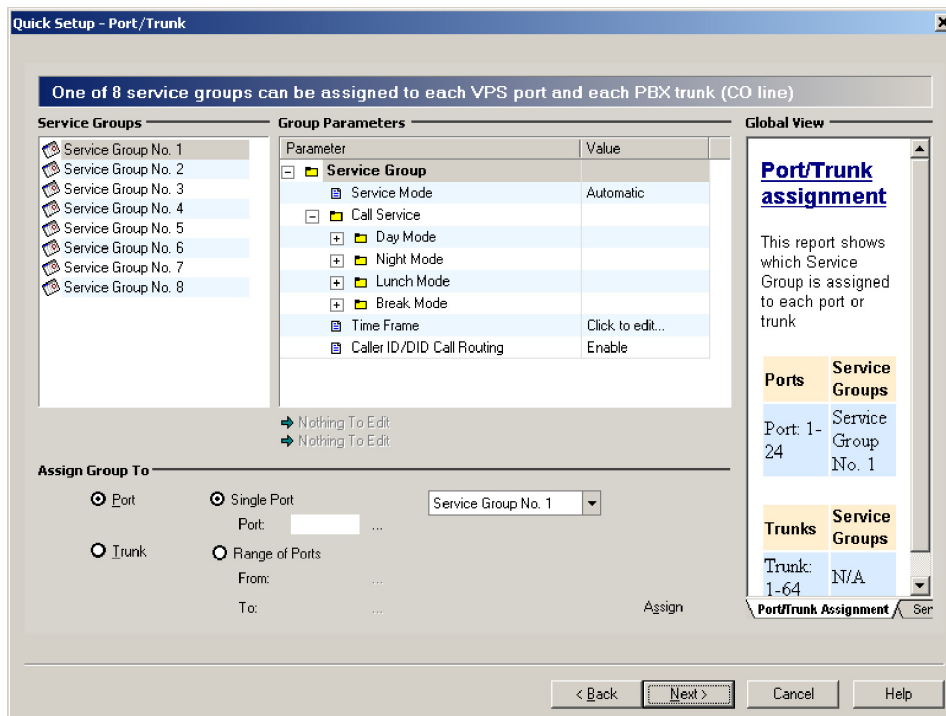 Quick Setup - Port/Trunk
One of 8 service groups can be assigned to each VPS port and each PBX trunk (CO line)
Service Groups
Service Group No. 1
Service Group No. 2
Service Group No. 3
Service Group No. 4
Service Group No. 5
Service Group No. 6
Service Group No. 7
Service Group No. 8
Group Parameters
Parameter Value
Service Group
Service Mode Automatic
Call Service
Day Mode
Night Mode
Lunch Mode
Break Mode
Time Frame Click to edit...
Caller ID/DID Call Routing Enable
Nothing To Edit
Nothing To Edit
Global View
Port/Trunk
assignment
This report shows
which Service
Group is assigned
to each port or
trunk
Ports Service
Groups
Port: 1-
24
Service
Group
No. 1
Trunks Service
Groups
Trunk:
1-64
N/A
Port/Trunk Assignment Ser
Assign Group To
Port
Single Port
Service Group No. 1
Port: ...
Trunk
Range of Ports
From: ...
To: ...
Assign
< Back
Next >
Cancel
Help